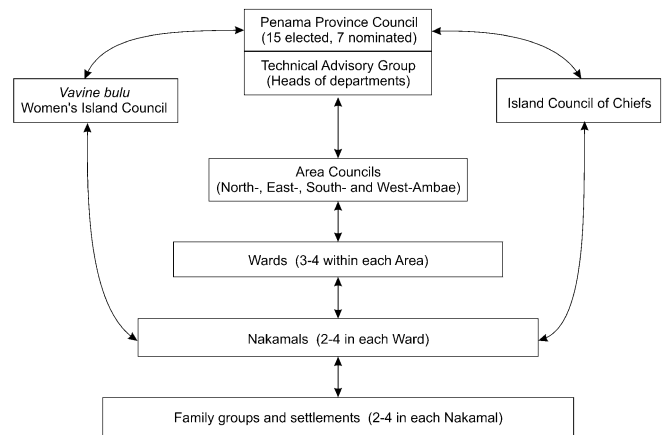 Penama Province Council
(15 elected, 7 nominated)
Technical Advisory Group
(Heads of departments)
Vavine bulu
Women's Island Council
Island Council of Chiefs
Area Councils
(North-, East-, South- and West-Ambae)
Wards (3-4 within each Area)
Nakamals (2-4 in each Ward)
Family groups and settlements (2-4 in each Nakamal)